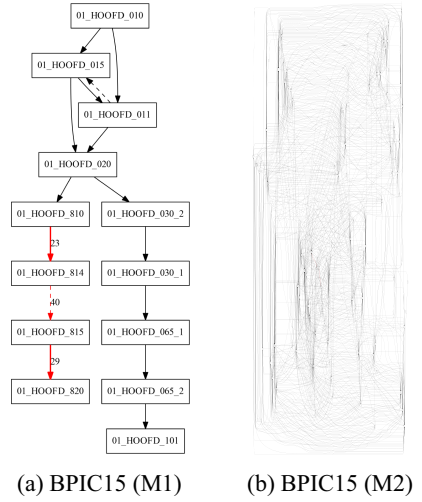 01_HOOFD_010
01_HOOFD_015
01_HOOFD_011
01_HOOFD_020
01_HOOFD_810
01_HOOFD_030_2
23
01_HOOFD_814
01_HOOFD_030_1
40
01_HOOFD_815
01_HOOFD_065_1
29
01_HOOFD_820
01_HOOFD_065_2
01_HOOFD_101
(a) BPIC15 (M1)
(b) BPIC15 (M2)